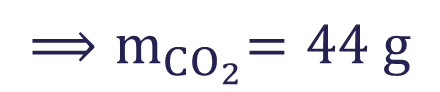 ⟹ m_CO₂ = 44 g